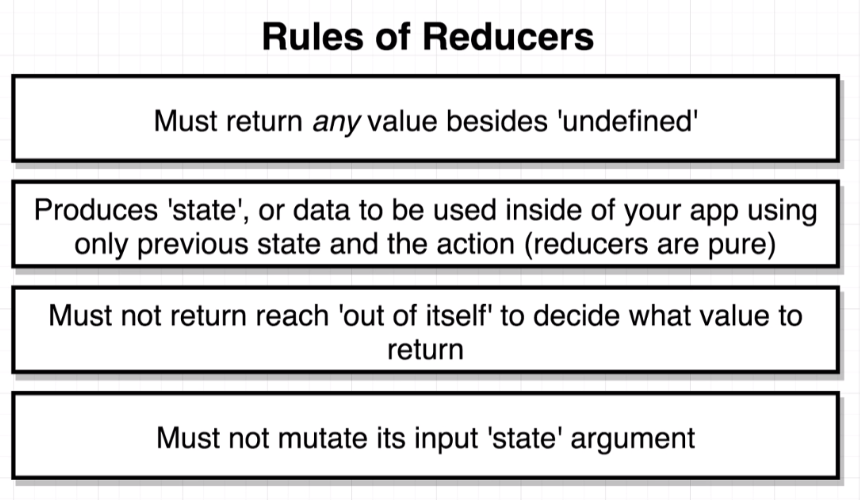 Rules of Reducers
Must return any value besides 'undefined'
Produces 'state', or data to be used inside of your app using
only previous state and the action (reducers are pure)
Must not return reach 'out of itself' to decide what value to
return
Must not mutate its input 'state' argument